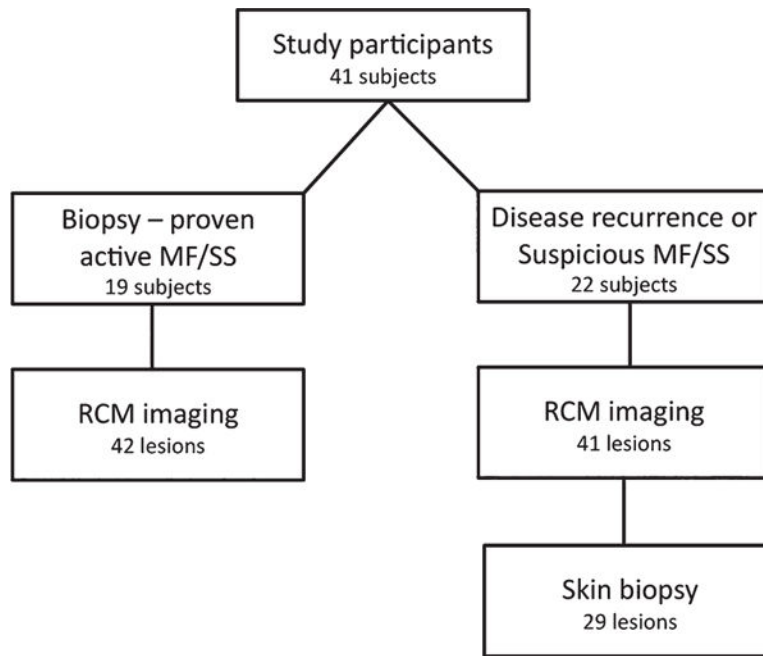 Study participants
41 subjects
Biopsy – proven
active MF/SS
19 subjects
Disease recurrence or
Suspicious MF/SS
22 subjects
RCM imaging
42 lesions
RCM imaging
41 lesions
Skin biopsy
29 lesions